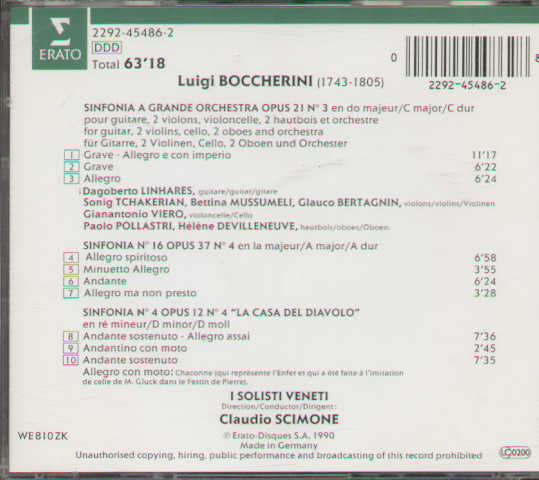 ERATO
2292-45486-2
DDD
Total 63'18
0
8
2292-45486-2
Luigi BOCCHERINI (1743-1805)
SINFONIA A GRANDE ORCHESTRA OPUS 21 N° 3 en do majeur/C major/C dur
pour guitare, 2 violons, violoncelle, 2 hautbois et orchestre
for guitar, 2 violins, cello, 2 oboes and orchestra
für Gitarre, 2 Violinen, Cello, 2 Oboen und Orchester
1 Grave - Allegro e con imperio 11'17
2 Grave 6'22
3 Allegro 6'24
Dagoberto LINHARES, guitare/guitar/gitarre
Sonig TCHAKERIAN, Bettina MUSSUMELI, Glauco BERTAGNIN, violons/violins/Violinen
Gianantonio VIERO, violoncelle/Cello
Paolo POLLASTRI, Hélène DEVILLENEUVE, hautbois/oboes/Oboen.
SINFONIA N° 16 OPUS 37 N° 4 en la majeur/A major/A dur
4 Allegro spiritoso 6'58
5 Minuetto Allegro 3'55
6 Andante 6'24
7 Allegro ma non presto 3'28
SINFONIA N° 4 OPUS 12 N° 4 "LA CASA DEL DIAVOLO"
en ré mineur/D minor/D moll
8 Andante sostenuto - Allegro assai 7'36
9 Andantino con moto 2'45
10 Andante sostenuto 7'35
Allegro con moto: Chaconne (qui représente l'Enfer et qui a été faite à l'imitation
de celle de M. Gluck dans le Festin de Pierre).
I SOLISTI VENETI
Direction/Conductor/Dirigent:
Claudio SCIMONE
℗ Erato-Disques S.A. 1990
WE810ZK
Made in Germany
Unauthorised copying, hiring, public performance and broadcasting of this record prohibited
LC0200